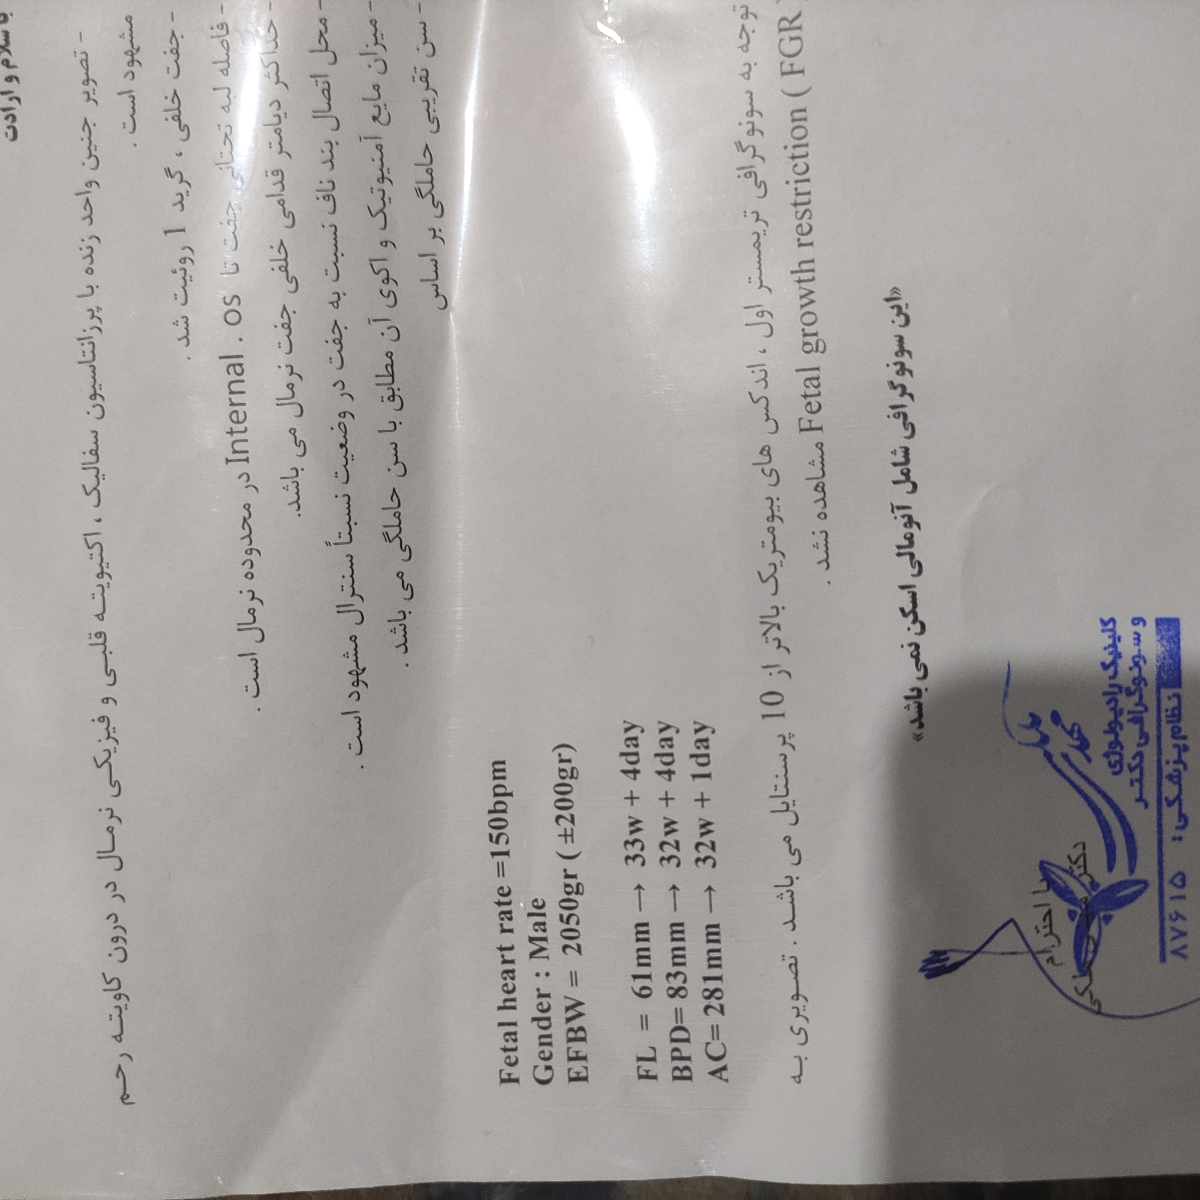 با سلام و ارادت
- تصویر جنین واحد زنده با پرزانتاسیون سفالیک ، اکتیویته قلبی و فیزیکی نرمال در درون کاویته رحم
مشهود است .
- جفت خلفی ، گرید 1 روئیت شد .
- فاصله لبه تحتانی جفت تا Internal . os در محدوده نرمال است .
- حداکثر دیامتر قدامی خلفی جفت نرمال می باشد.
- محل اتصال بند ناف نسبت به جفت در وضعیت نسبتاً سنترال مشهود است .
- میزان مایع آمنیوتیک و اکوی آن مطابق با سن حاملگی می باشد .
- سن تقریبی حاملگی بر اساس
Fetal heart rate =150bpm
Gender : Male
EFBW = 2050gr ( ±200gr)
FL = 61mm → 33w + 4day
BPD= 83mm → 32w + 4day
AC= 281mm → 32w + 1day
توجه به سونوگرافی تریمستر اول ، اندکس های بیومتریک بالاتر از 10 پرسنتایل می باشد . تصویری به
Fetal growth restriction ( FGR ) مشاهده نشد .
«این سونوگرافی شامل آنومالی اسکن نمی باشد»
با احترام
دکتر
کلینیک رادیولوژی
و سونوگرافی دکتر
نظام پزشکی: ۸۷۶۱۵